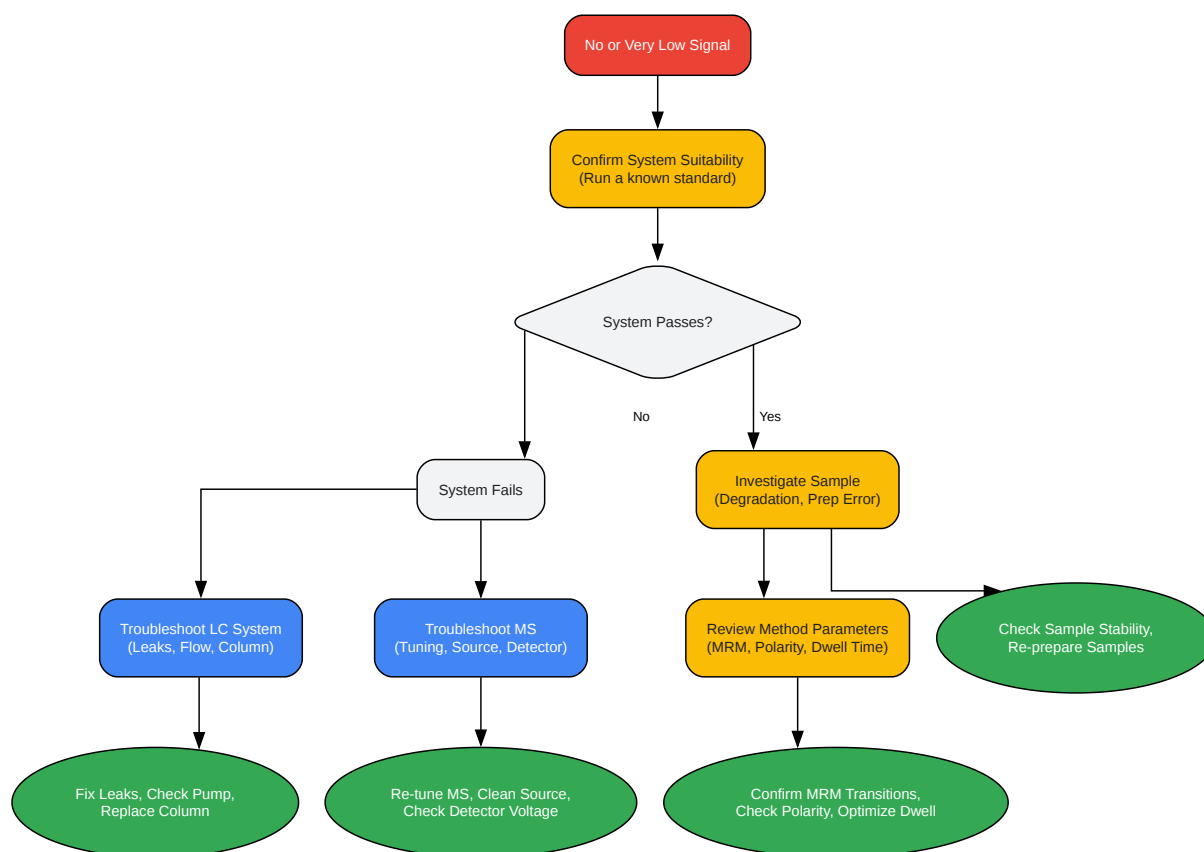 No or Very Low Signal
Confirm System Suitability
(Run a known standard)
System Passes?
No
Yes
System Fails
Investigate Sample
(Degradation, Prep Error)
Troubleshoot LC System
(Leaks, Flow, Column)
Troubleshoot MS
(Tuning, Source, Detector)
Review Method Parameters
(MRM, Polarity, Dwell Time)
Check Sample Stability,
Re-prepare Samples
Fix Leaks, Check Pump,
Replace Column
Re-tune MS, Clean Source,
Check Detector Voltage
Confirm MRM Transitions,
Check Polarity, Optimize Dwell